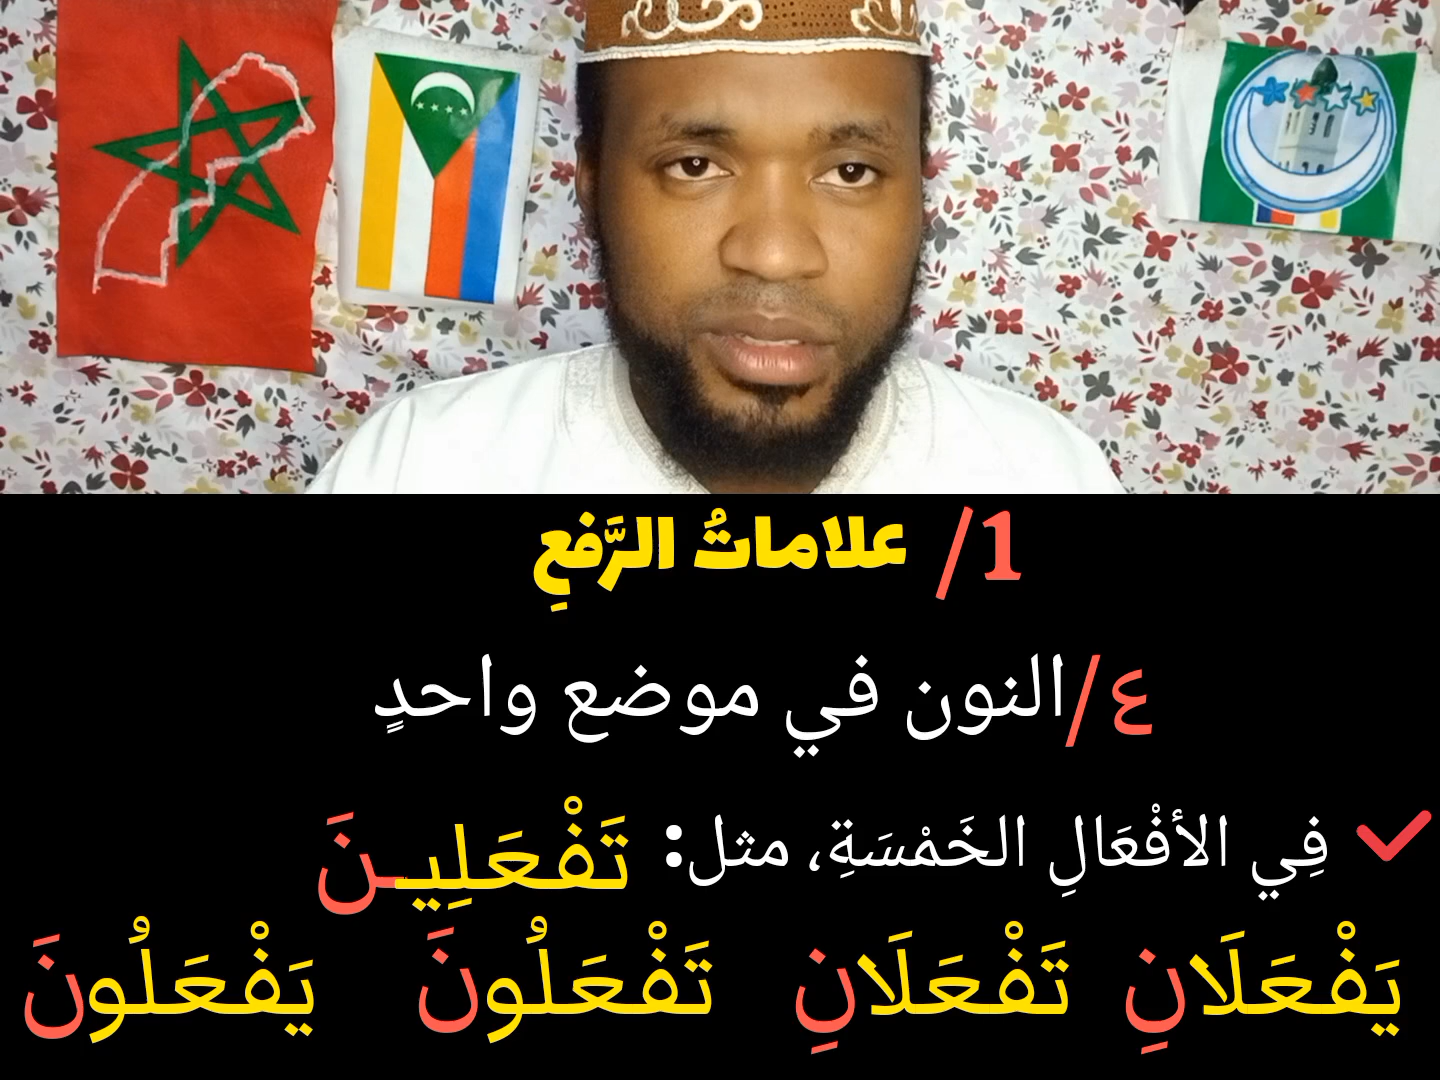 1/ علاماتُ الرَّفعِ
٤/النون في موضع واحدٍ
فِي الأفْعَالِ الخَمْسَةِ، مثل: تَفْعَلِيـنَ
يَفْعَلَانِ تَفْعَلَانِ تَفْعَلُونَ يَفْعَلُونَ